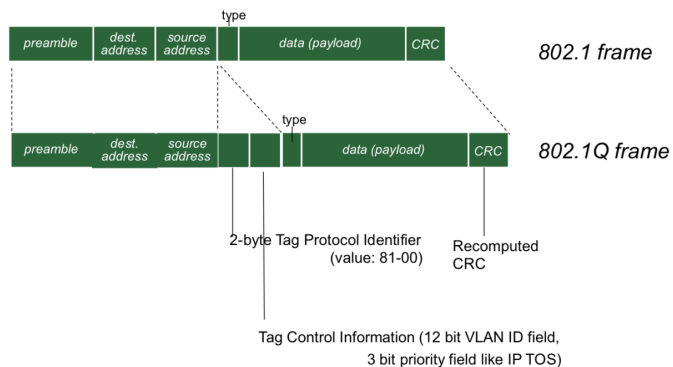 type
preamble
dest.
address
source
address
data (payload)
CRC
802.1 frame
type
preamble
dest.
address
source
address
data (payload)
CRC
802.1Q frame
2-byte Tag Protocol Identifier
(value: 81-00)
Recomputed
CRC
Tag Control Information (12 bit VLAN ID field,
3 bit priority field like IP TOS)